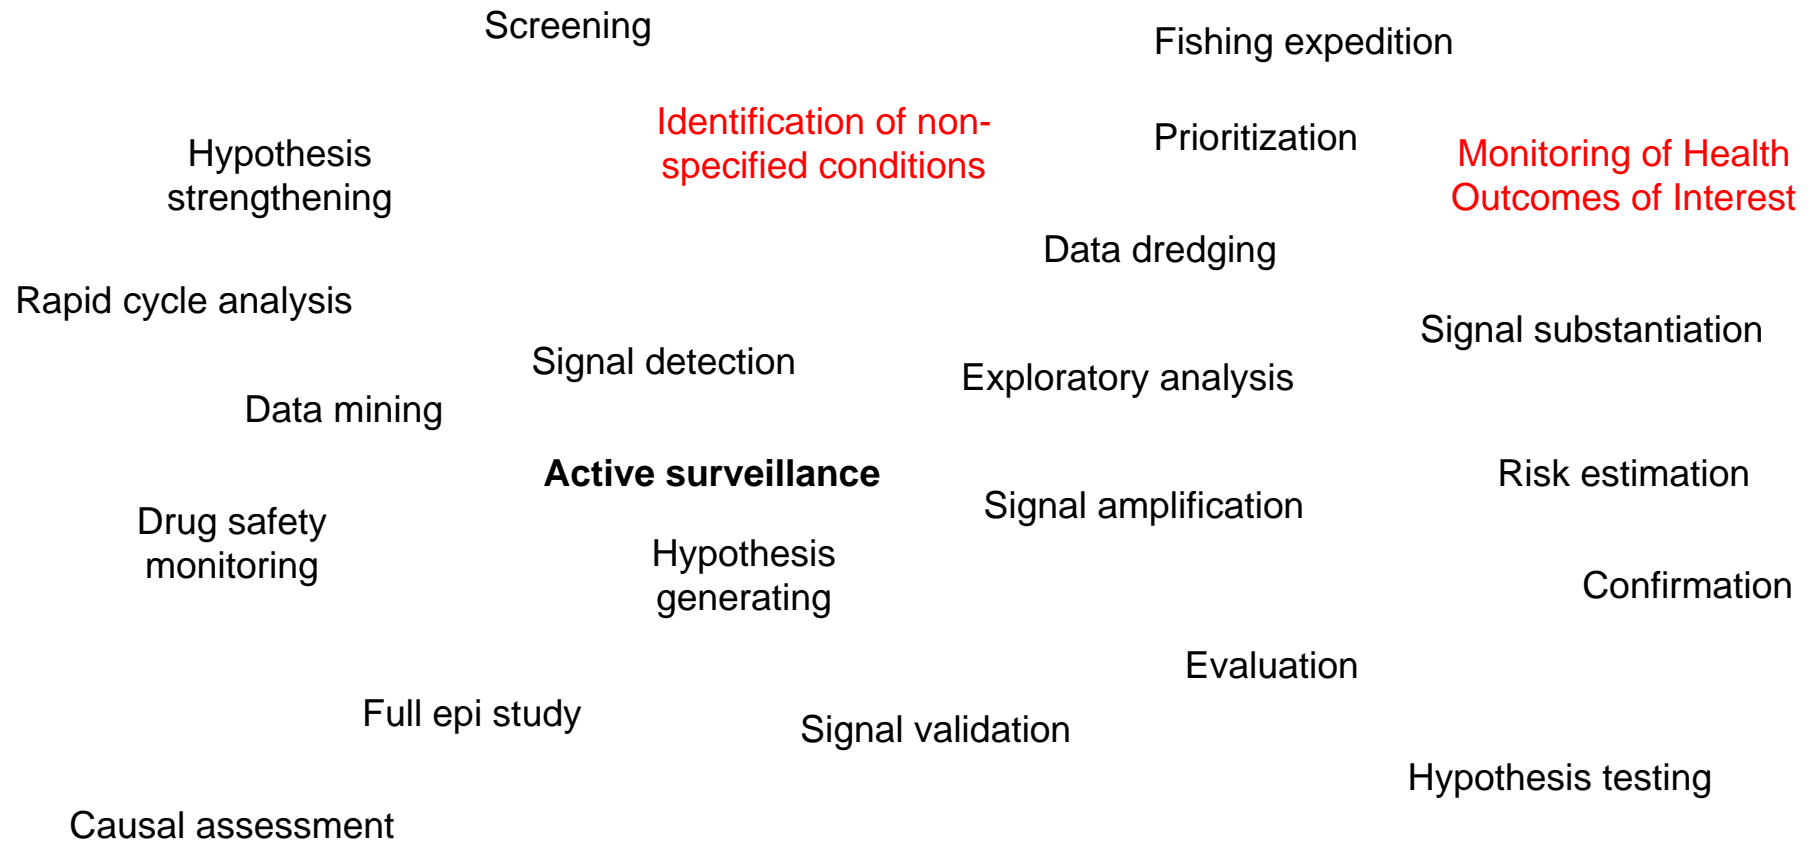 Screening
Fishing expedition
Identification of non-
specified conditions
Prioritization
Hypothesis
strengthening
Monitoring of Health
Outcomes of Interest
Data dredging
Rapid cycle analysis
Signal substantiation
Signal detection
Exploratory analysis
Data mining
Active surveillance
Risk estimation
Signal amplification
Drug safety
monitoring
Hypothesis
generating
Confirmation
Evaluation
Full epi study
Signal validation
Hypothesis testing
Causal assessment